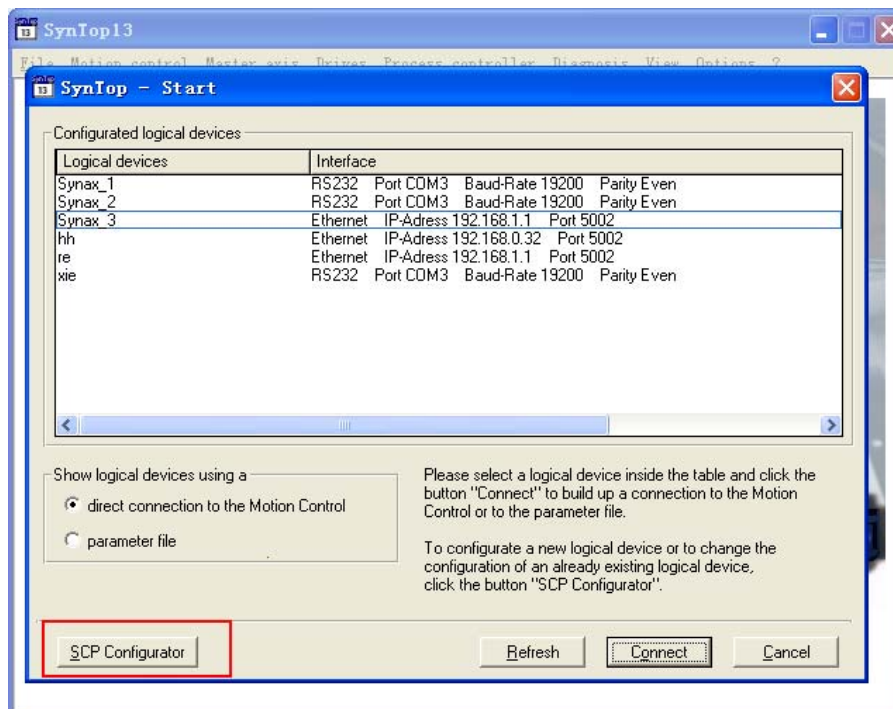 SynTop13
File Motion control Master axis Drives Process controller Diagnosis View Options ?
SynTop - Start
Configurated logical devices
Logical devices Interface
Synax_1 RS232 Port COM3 Baud-Rate 19200 Parity Even
Synax_2 RS232 Port COM3 Baud-Rate 19200 Parity Even
Synax_3 Ethernet IP-Adress 192.168.1.1 Port 5002
hh Ethernet IP-Adress 192.168.0.32 Port 5002
re Ethernet IP-Adress 192.168.1.1 Port 5002
xie RS232 Port COM3 Baud-Rate 19200 Parity Even
Show logical devices using a
direct connection to the Motion Control
parameter file
Please select a logical device inside the table and click the
button "Connect" to build up a connection to the Motion
Control or to the parameter file.
To configurate a new logical device or to change the
configuration of an already existing logical device,
click the button "SCP Configurator".
SCP Configurator Refresh Connect Cancel